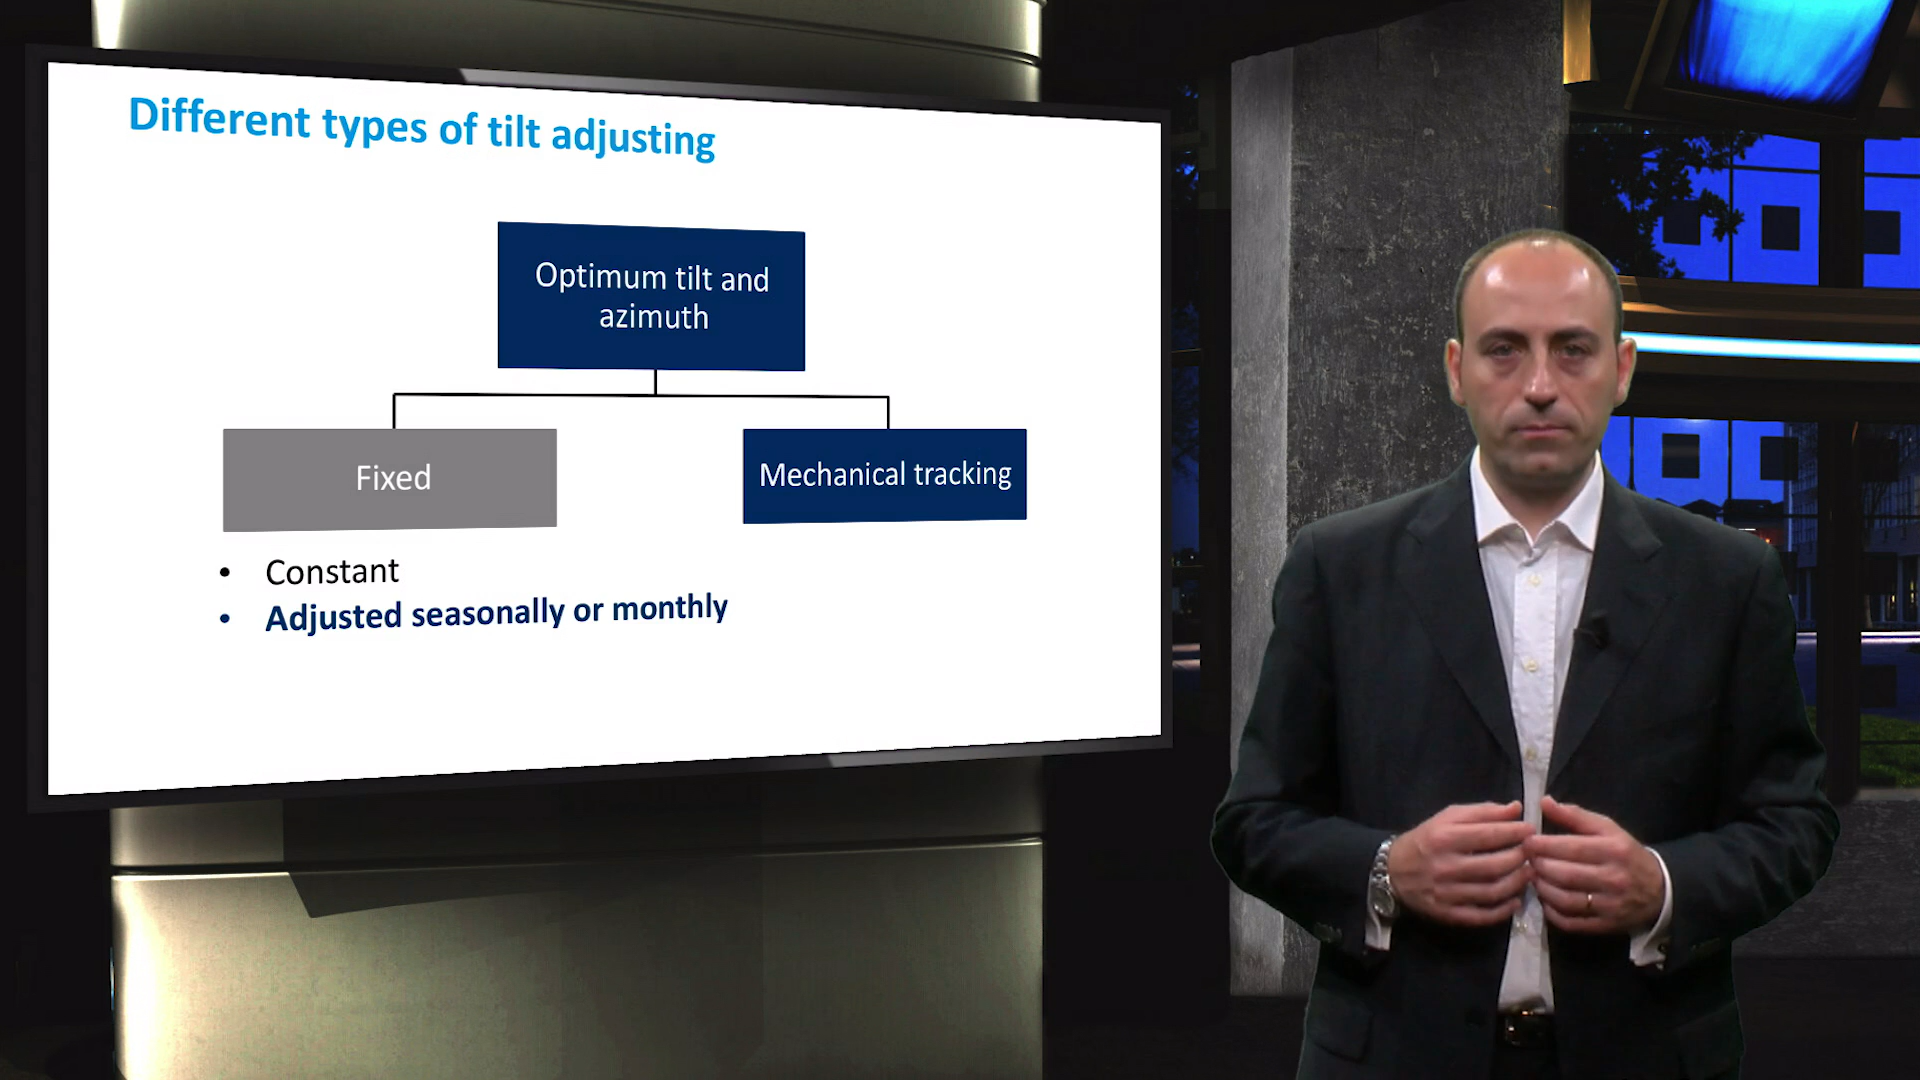 Different types of tilt adjusting
Optimum tilt and
azimuth
Fixed
Mechanical tracking
• Constant
• Adjusted seasonally or monthly